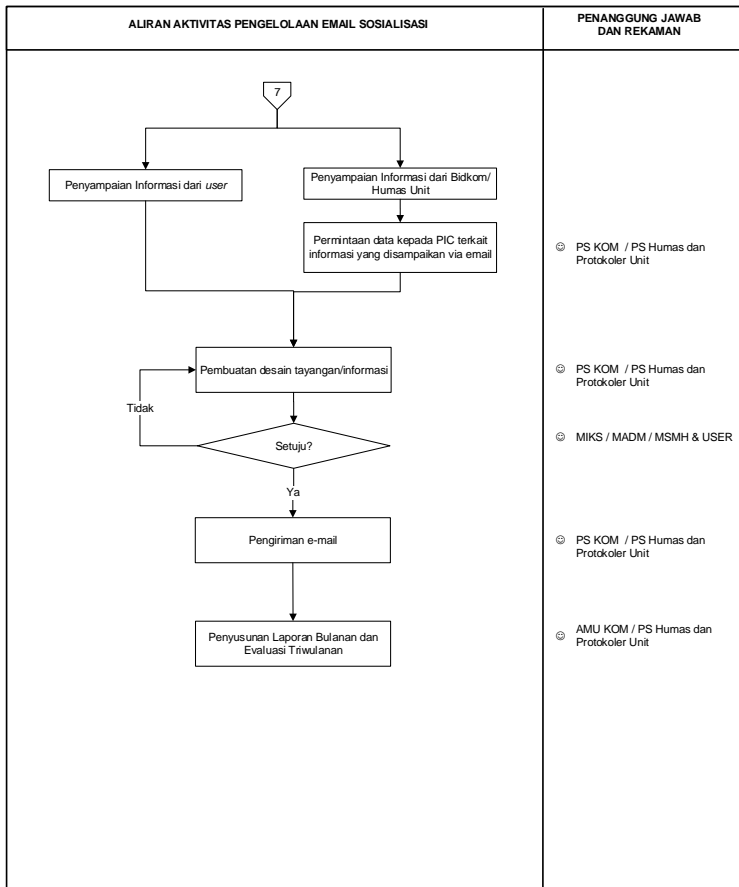 ALIRAN AKTIVITAS PENGELOLAAN EMAIL SOSIALISASI
PENANGGUNG JAWAB
DAN REKAMAN
7
Penyampaian Informasi dari user
Penyampaian Informasi dari Bidkom/
Humas Unit
Permintaan data kepada PIC terkait
informasi yang disampaikan via email
PS KOM / PS Humas dan
Protokoler Unit
Pembuatan desain tayangan/informasi
PS KOM / PS Humas dan
Protokoler Unit
Tidak
Setuju?
MIKS / MADM / MSMH & USER
Ya
Pengiriman e-mail
PS KOM / PS Humas dan
Protokoler Unit
Penyusunan Laporan Bulanan dan
Evaluasi Triwulanan
AMU KOM / PS Humas dan
Protokoler Unit